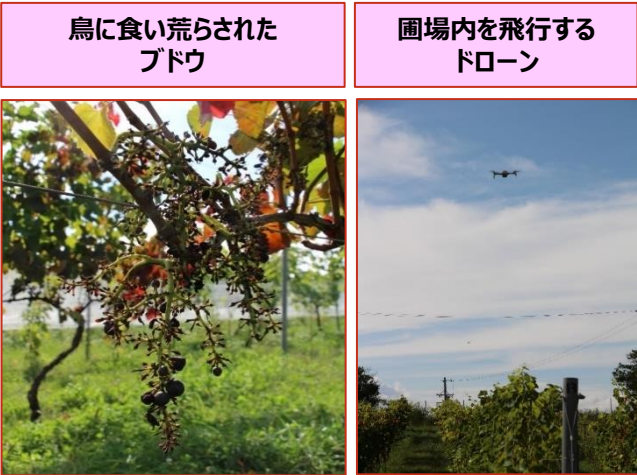 鳥に食い荒らされた
ブドウ
圃場内を飛行する
ドローン